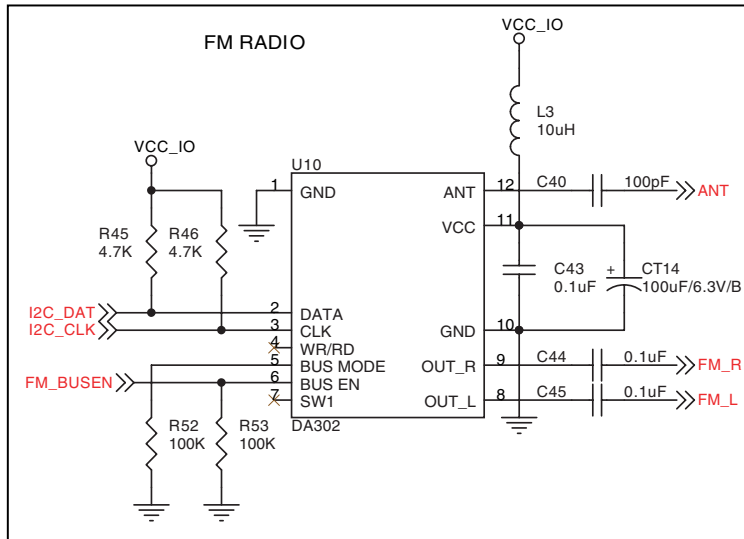 FM RADIO
VCC_IO
L3
10uH
VCC_IO
U10
1
GND
ANT
12
C40
100pF
ANT
R45
4.7K
R46
4.7K
VCC
11
C43
0.1uF
+
CT14
100uF/6.3V/B
I2C_DAT
2
DATA
I2C_CLK
3
CLK
GND
10
4
WR/RD
5
BUS MODE
OUT_R
9
C44
0.1uF
FM_R
FM_BUSEN
6
BUS EN
7
SW1
OUT_L
8
C45
0.1uF
FM_L
DA302
R52
100K
R53
100K